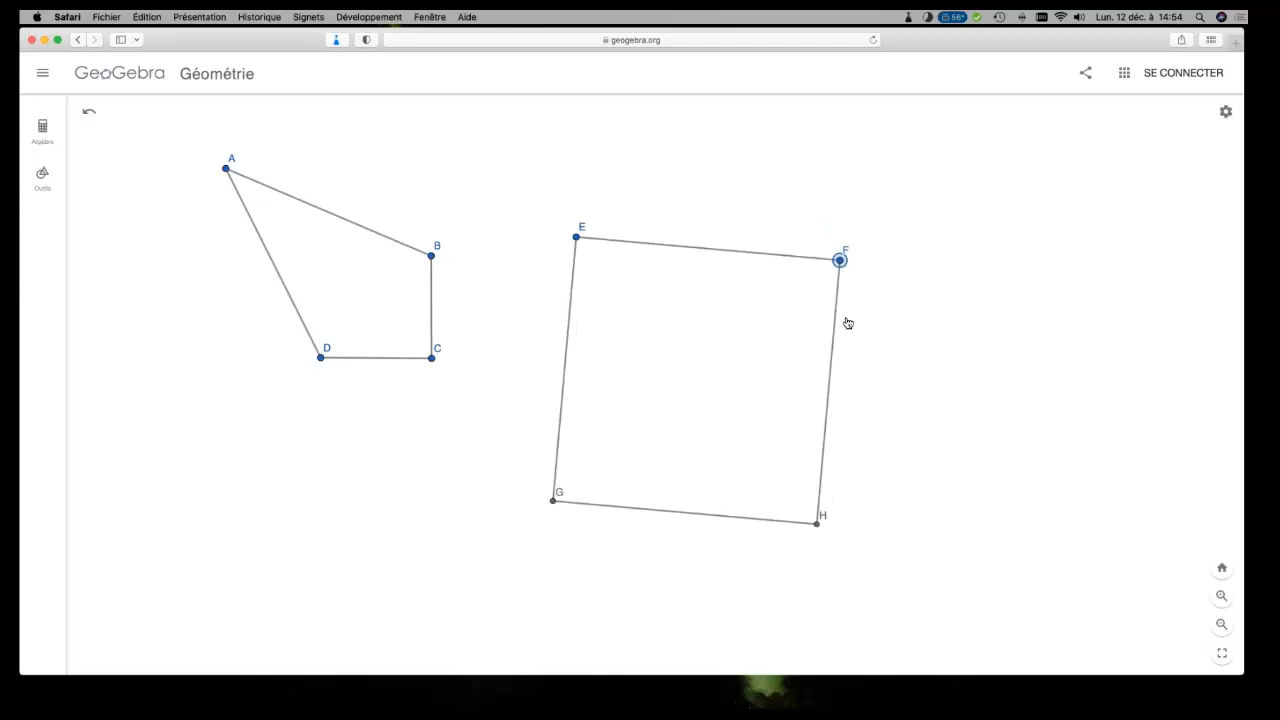 Safari Fichier Édition Présentation Historique Signets Développement Fenêtre Aide
56° Lun. 12 déc. à 14:54
geogebra.org
GeoGebra Géométrie
SE CONNECTER
Algèbre
Outils
A
B
C
D
E
F
G
H